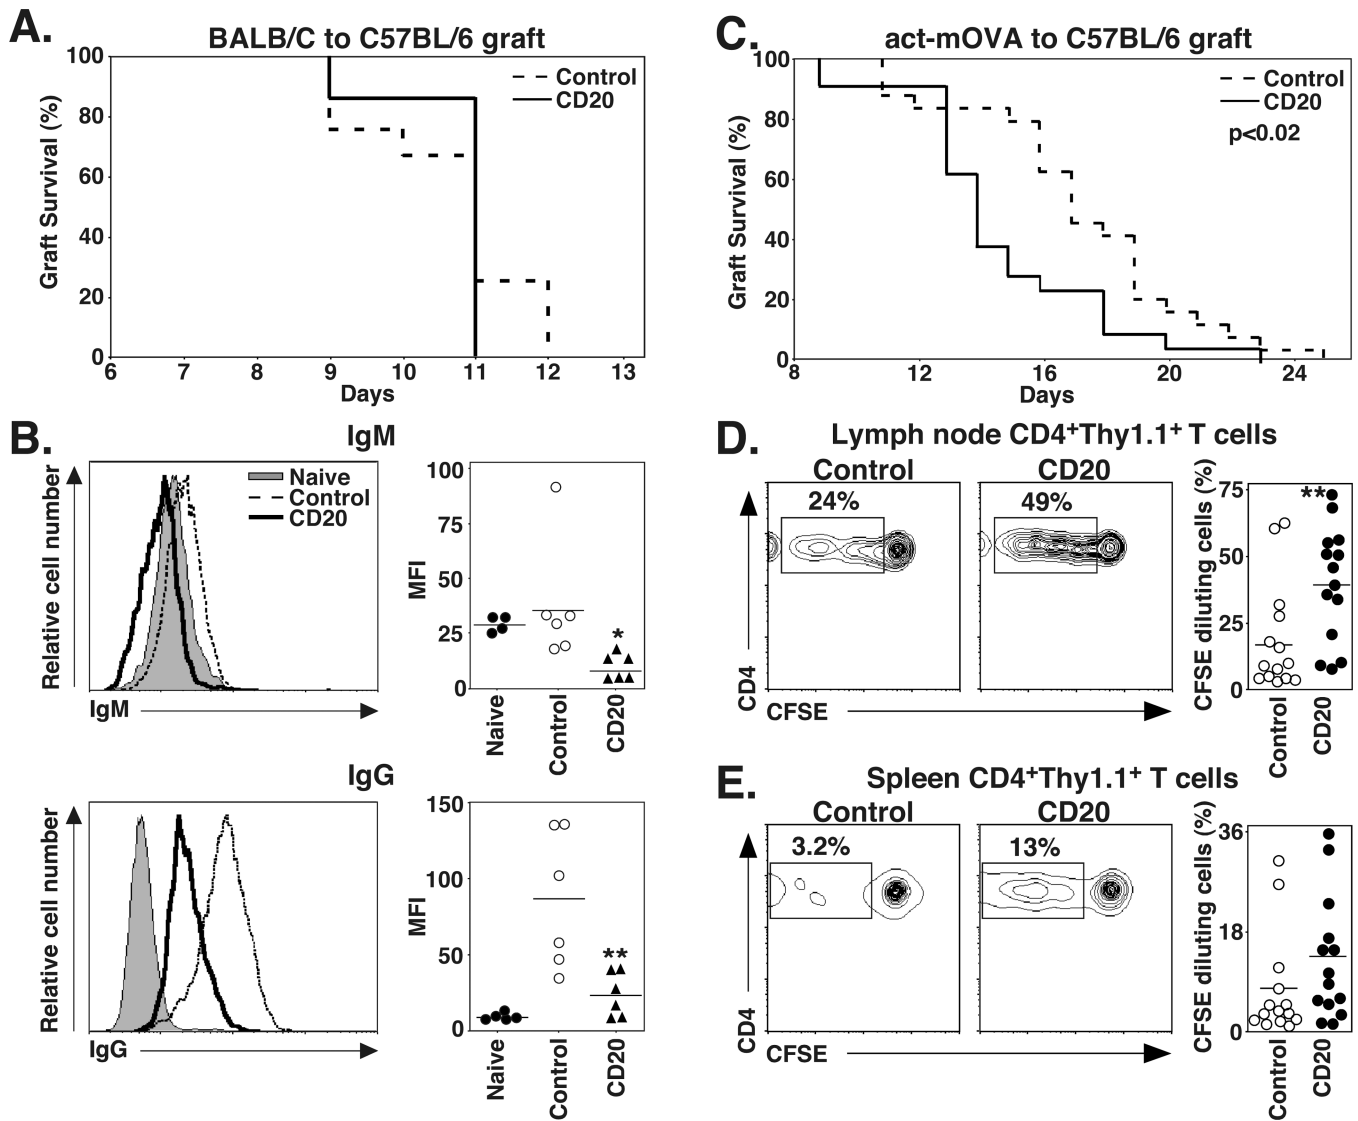 A.
BALB/C to C57BL/6 graft
Graft Survival (%)
100
80
60
40
20
0
Control
CD20
6 7 8 9 10 11 12 13
Days
B.
IgM
Relative cell number
Naive
Control
CD20
IgM
MFI
100
75
50
25
0
*
Naive
Control
CD20
IgG
Relative cell number
IgG
MFI
150
100
50
0
**
Naive
Control
CD20
C.
act-mOVA to C57BL/6 graft
Graft Survival (%)
100
80
60
40
20
0
Control
CD20
p<0.02
8 12 16 20 24
Days
D.
Lymph node CD4+Thy1.1+ T cells
Control
CD20
24%
49%
CD4
CFSE
CFSE diluting cells (%)
75
50
25
0
**
Control
CD20
E.
Spleen CD4+Thy1.1+ T cells
Control
CD20
3.2%
13%
CD4
CFSE
CFSE diluting cells (%)
36
18
0
Control
CD20